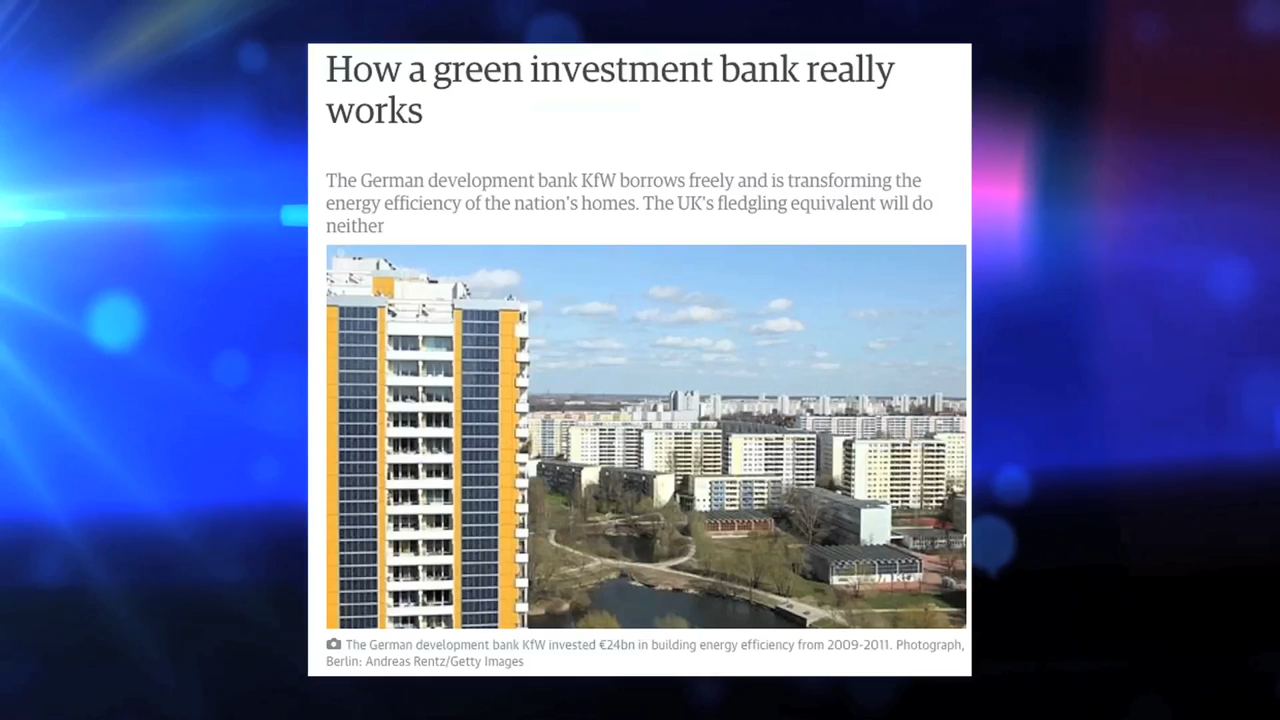 How a green investment bank really
works
The German development bank KfW borrows freely and is transforming the
energy efficiency of the nation's homes. The UK's fledgling equivalent will do
neither
The German development bank KfW invested €24bn in building energy efficiency from 2009-2011. Photograph,
Berlin: Andreas Rentz/Getty Images